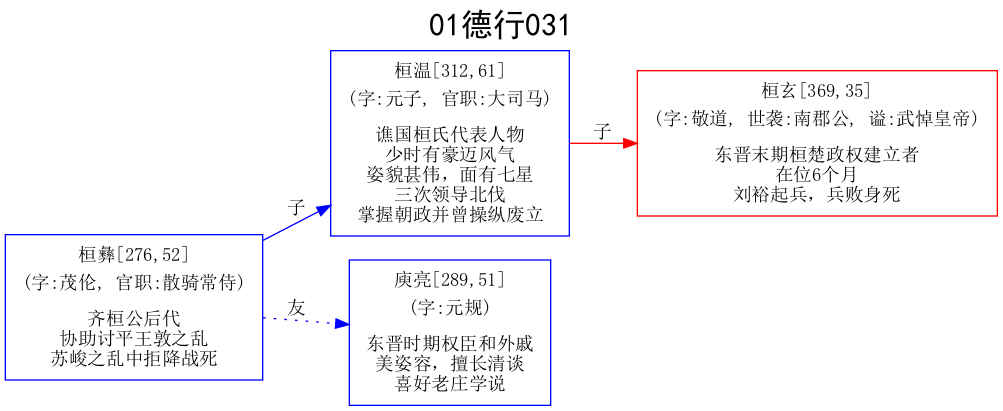 01德行031
桓温[312,61]
(字:元子, 官职:大司马)
谯国桓氏代表人物
少时有豪迈风气
姿貌甚伟，面有七星
三次领导北伐
掌握朝政并曾操纵废立
子
桓玄[369,35]
(字:敬道, 世袭:南郡公, 谥:武悼皇帝)
东晋末期桓楚政权建立者
在位6个月
刘裕起兵，兵败身死
子
桓彝[276,52]
(字:茂伦, 官职:散骑常侍)
齐桓公后代
协助讨平王敦之乱
苏峻之乱中拒降战死
友
庾亮[289,51]
(字:元规)
东晋时期权臣和外戚
美姿容，擅长清谈
喜好老庄学说